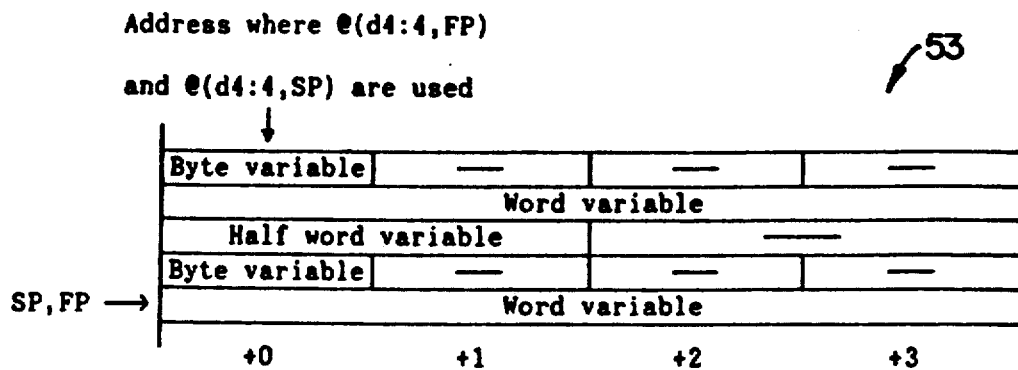 Address where @(d4:4,FP)
53
and @(d4:4,SP) are used
Byte variable — — —
Word variable
Half word variable —
Byte variable — — —
SP,FP → Word variable
+0 +1 +2 +3